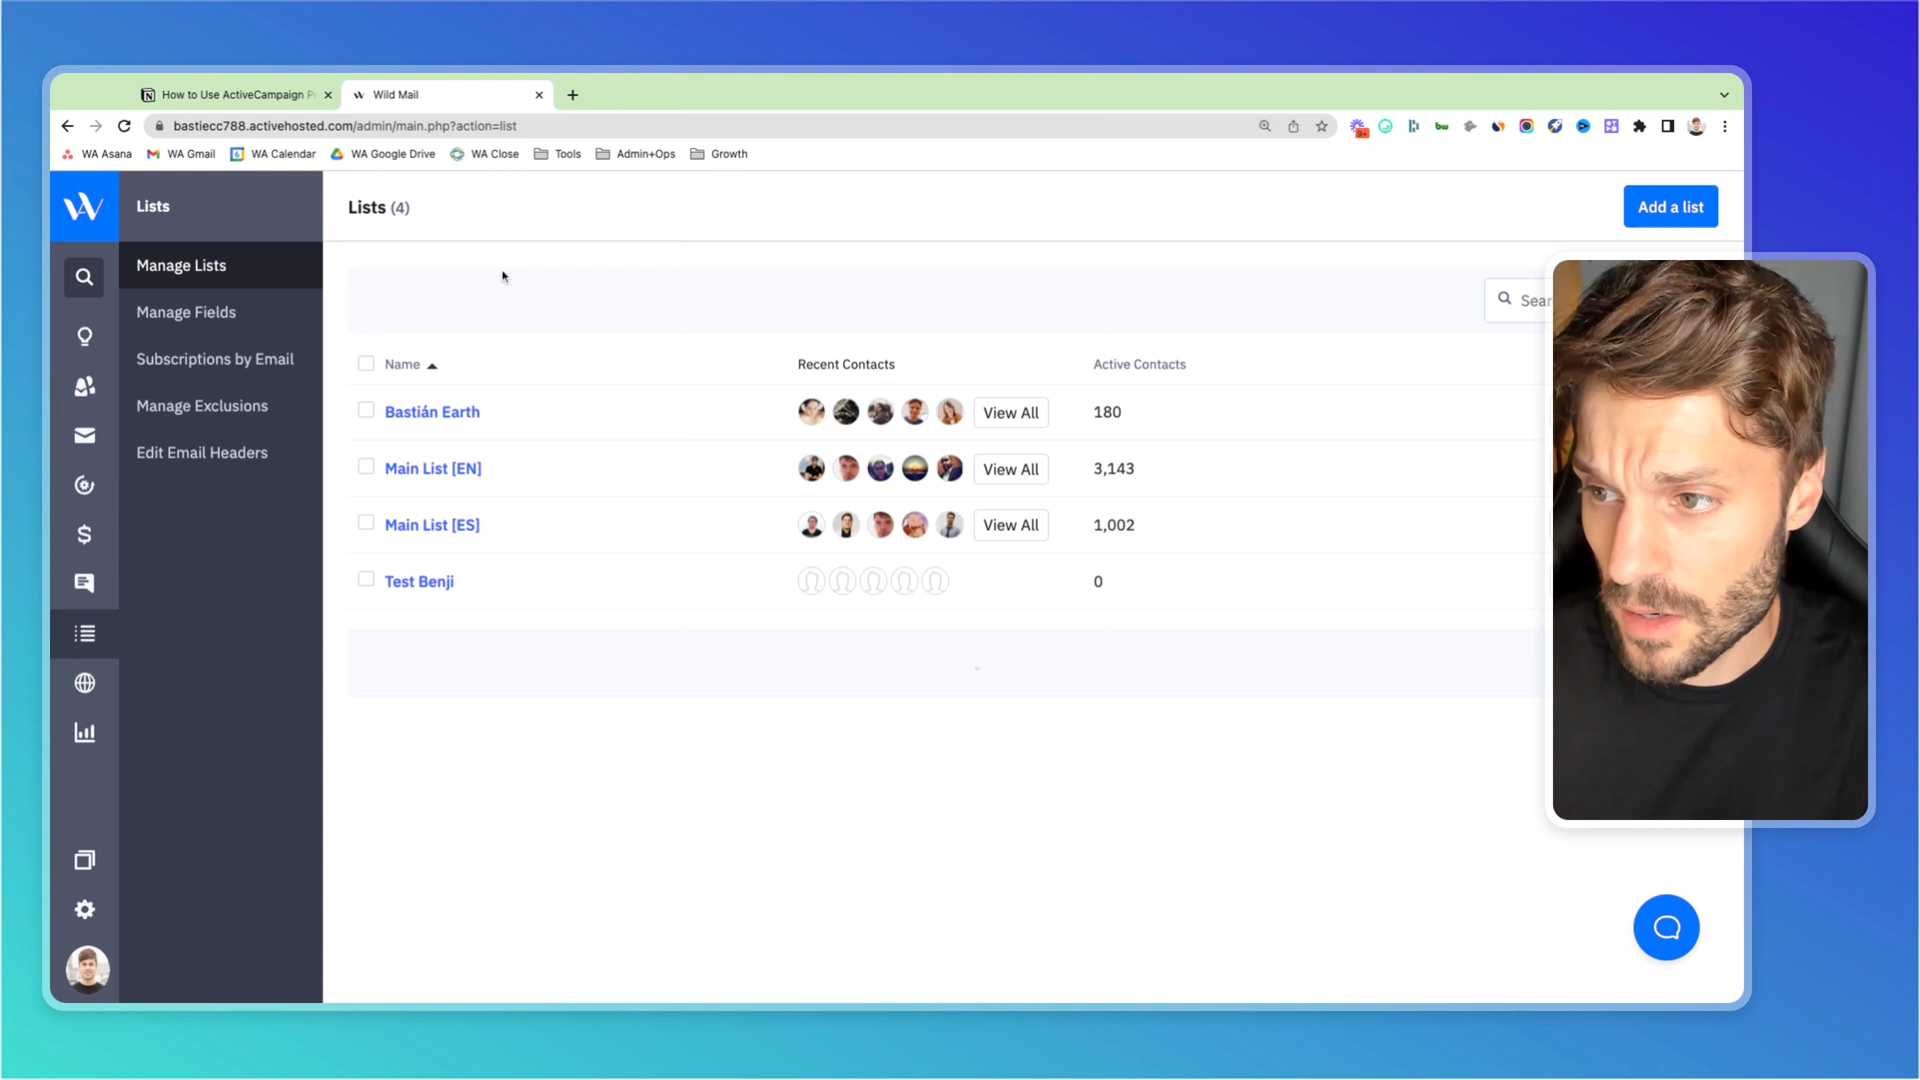 How to Use ActiveCampaign P
Wild Mail
bastiecc788.activehosted.com/admin/main.php?action=list
WA Asana
WA Gmail
WA Calendar
WA Google Drive
WA Close
Tools
Admin+Ops
Growth
Lists
Lists (4)
Add a list
Manage Lists
Manage Fields
Subscriptions by Email
Manage Exclusions
Edit Email Headers
Sear
Name
Recent Contacts
Active Contacts
Bastián Earth
View All
180
Main List [EN]
View All
3,143
Main List [ES]
View All
1,002
Test Benji
0